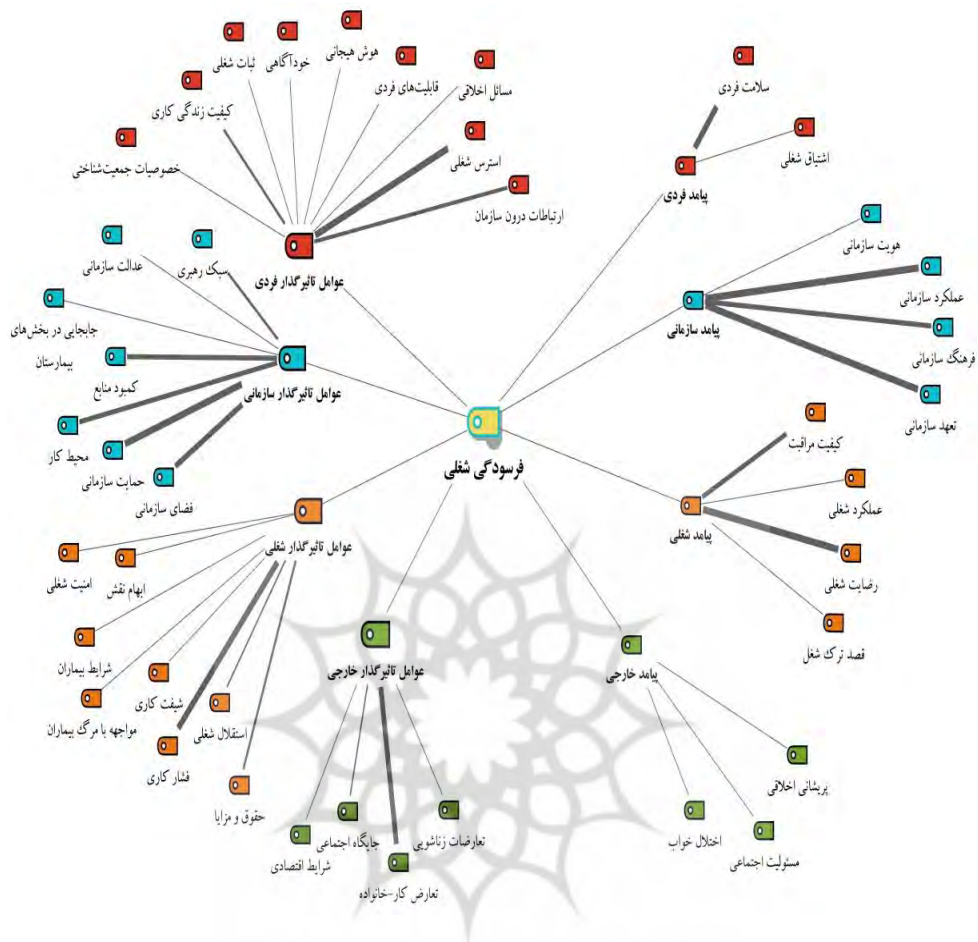 هوش هیجانی
خودآگاهی
ثبات شغلی
قابلیت‌های فردی
مسائل اخلاقی
کیفیت زندگی کاری
استرس شغلی
خصوصیات جمعیت‌شناختی
ارتباطات درون سازمان
عوامل تاثیرگذار فردی
سلامت فردی
اشتیاق شغلی
پیامد فردی
هویت سازمانی
عملکرد سازمانی
پیامد سازمانی
فرهنگ سازمانی
تعهد سازمانی
عدالت سازمانی
سبک رهبری
جابجایی در بخش‌های
بیمارستان
کمبود منابع
عوامل تاثیرگذار سازمانی
محیط کار
حمایت سازمانی
فضای سازمانی
فرسودگی شغلی
کیفیت مراقبت
عملکرد شغلی
پیامد شغلی
رضایت شغلی
قصد ترک شغل
عوامل تاثیرگذار شغلی
امنیت شغلی
ابهام نقش
شرایط بیماران
شیفت کاری
مواجهه با مرگ بیماران
استقلال شغلی
فشار کاری
حقوق و مزایا
عوامل تاثیرگذار خارجی
تعارضات زناشویی
جایگاه اجتماعی
شرایط اقتصادی
تعارض کار-خانواده
پیامد خارجی
پریشانی اخلاقی
مسئولیت اجتماعی
اختلال خواب